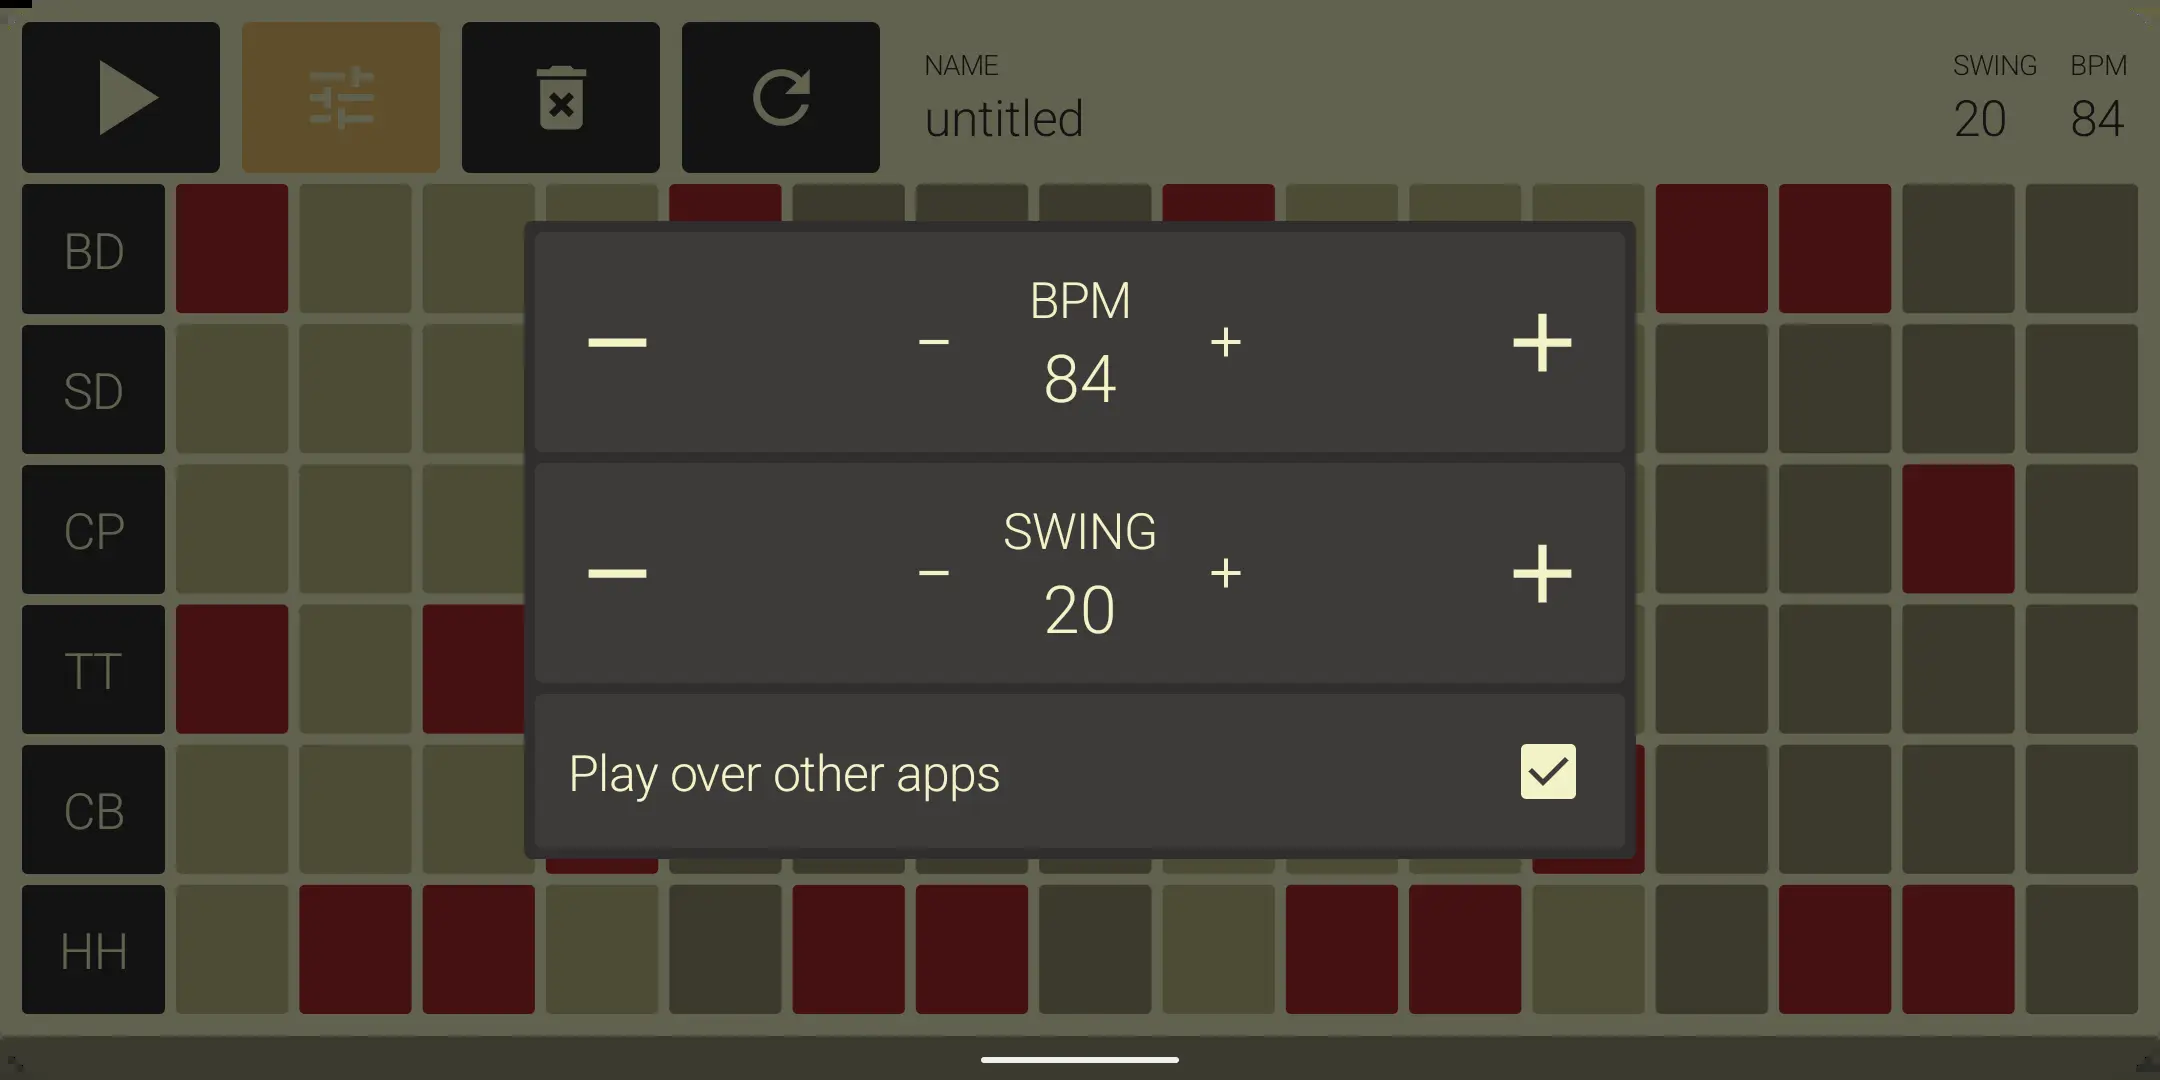 NAME
untitled
SWING
20
BPM
84
BD
SD
CP
TT
CB
HH
BPM
84
SWING
20
Play over other apps